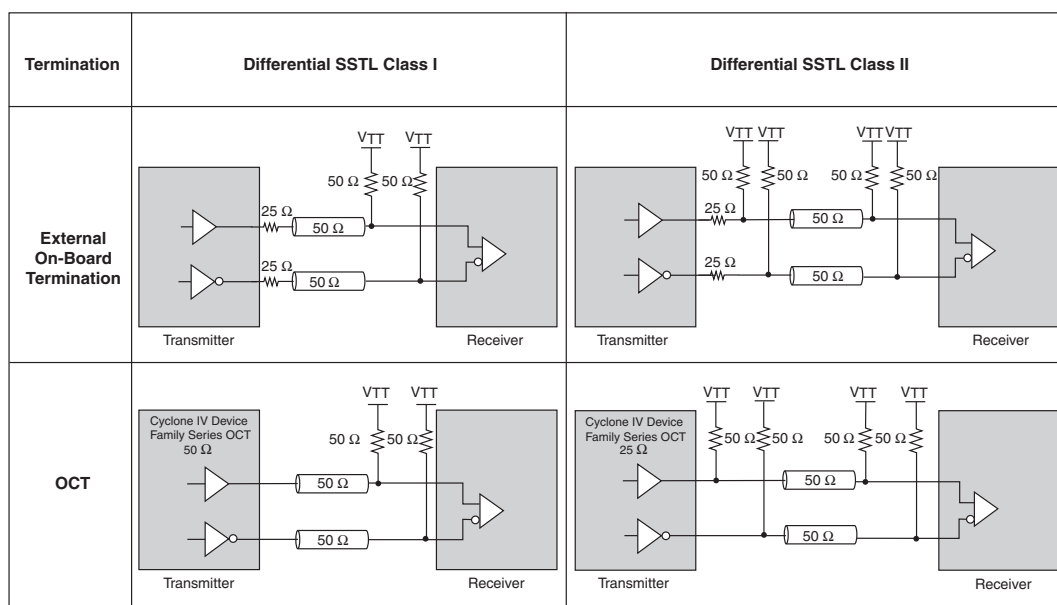 Termination
Differential SSTL Class I
Differential SSTL Class II
External
On-Board
Termination
VTT VTT
50 Ω 50 Ω
25 Ω
50 Ω
25 Ω
50 Ω
Transmitter
Receiver
VTT VTT VTT VTT
50 Ω 50 Ω 50 Ω 50 Ω
25 Ω
50 Ω
25 Ω
50 Ω
Transmitter
Receiver
OCT
Cyclone IV Device
Family Series OCT
50 Ω
VTT VTT
50 Ω 50 Ω
50 Ω
50 Ω
Transmitter
Receiver
Cyclone IV Device
Family Series OCT
25 Ω
VTT VTT VTT VTT
50 Ω 50 Ω 50 Ω 50 Ω
50 Ω
50 Ω
Transmitter
Receiver